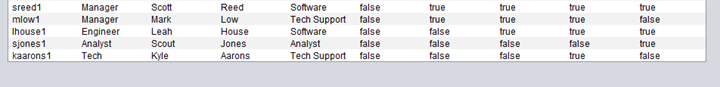 sreed1 Manager Scott Reed Software false true true true true
mlow1 Manager Mark Low Tech Support false true true true false
lhouse1 Engineer Leah House Software false false true true true
sjones1 Analyst Scout Jones Analyst false false false false true
kaarons1 Tech Kyle Aarons Tech Support false false false true false